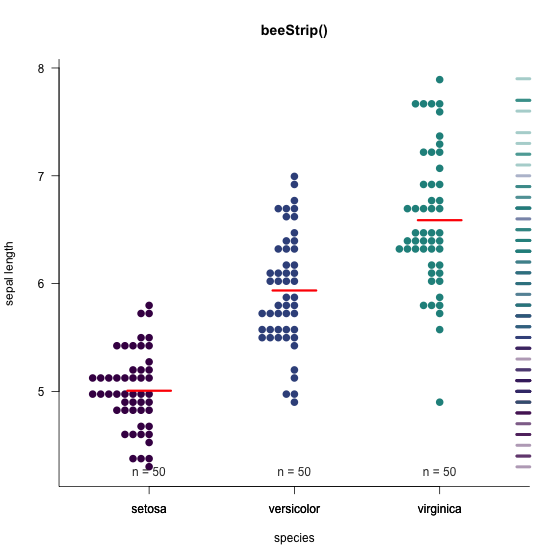 beeStrip()
8
7
6
5
sepal length
n = 50 n = 50 n = 50
setosa versicolor virginica
species